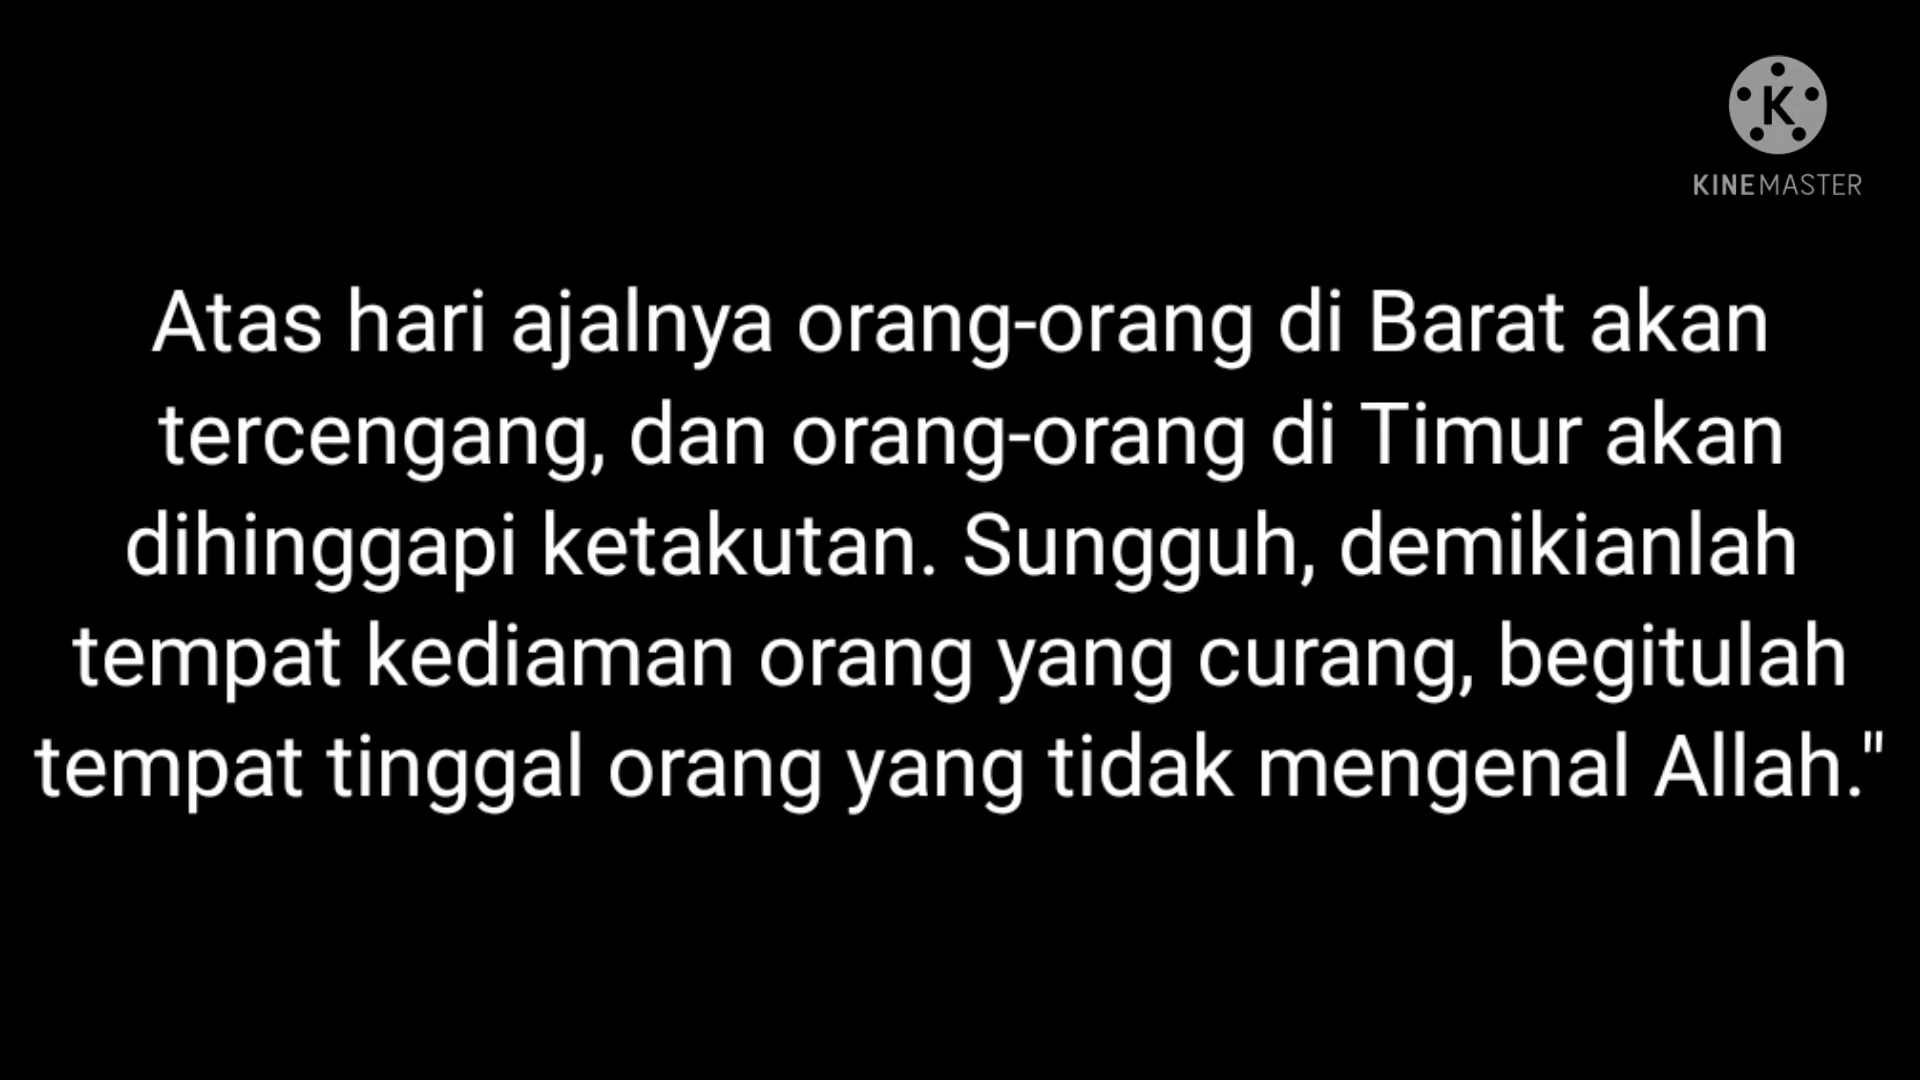 K
KINEMASTER
Atas hari ajalnya orang-orang di Barat akan
tercengang, dan orang-orang di Timur akan
dihinggapi ketakutan. Sungguh, demikianlah
tempat kediaman orang yang curang, begitulah
tempat tinggal orang yang tidak mengenal Allah."